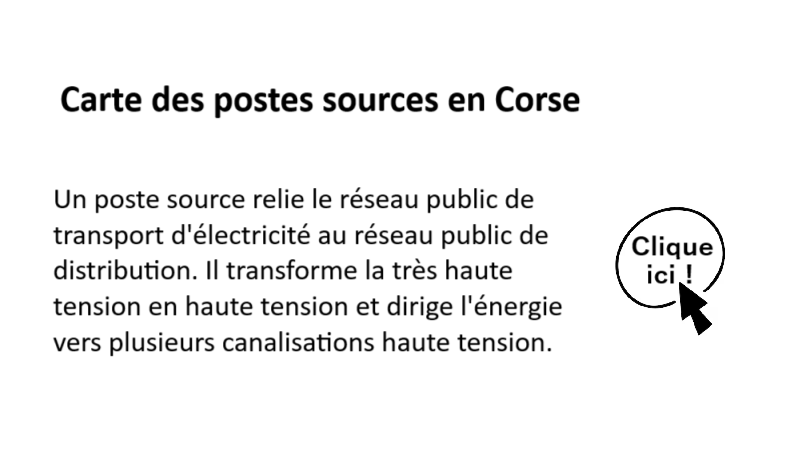 Carte des postes sources en Corse
Un poste source relie le réseau public de
transport d'électricité au réseau public de
distribution. Il transforme la très haute
tension en haute tension et dirige l'énergie
vers plusieurs canalisations haute tension.
Clique
ici !